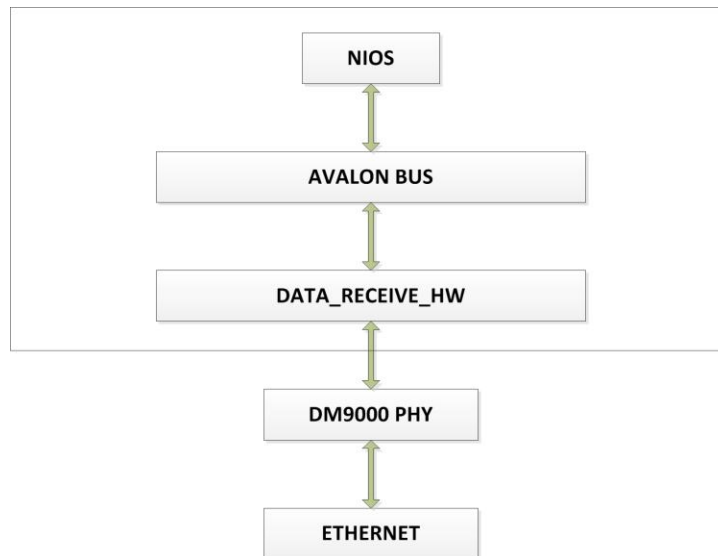 NIOS
AVALON BUS
DATA_RECEIVE_HW
DM9000 PHY
ETHERNET